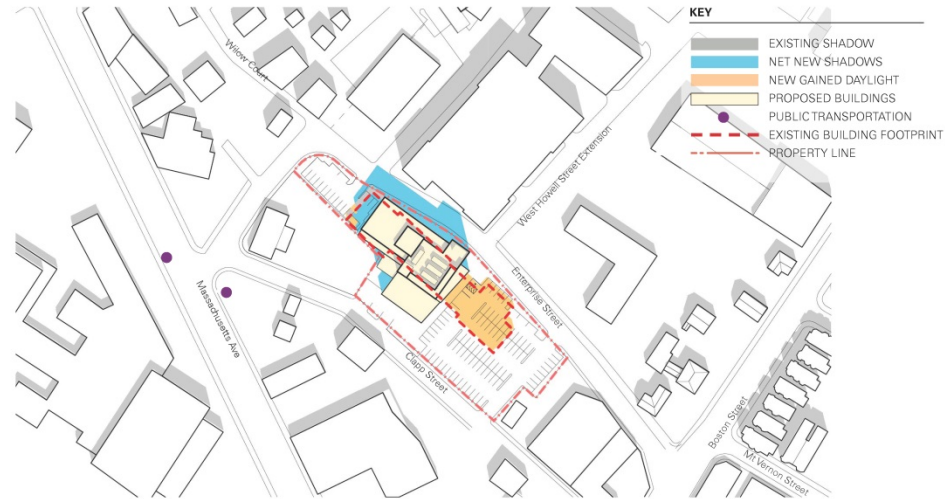 KEY
EXISTING SHADOW
NET NEW SHADOWS
NEW GAINED DAYLIGHT
PROPOSED BUILDINGS
PUBLIC TRANSPORTATION
EXISTING BUILDING FOOTPRINT
PROPERTY LINE
Willow Court
West Howell Street Extension
Enterprise Street
Massachusetts Ave
Clapp Street
Boston Street
Mt Vernon Street